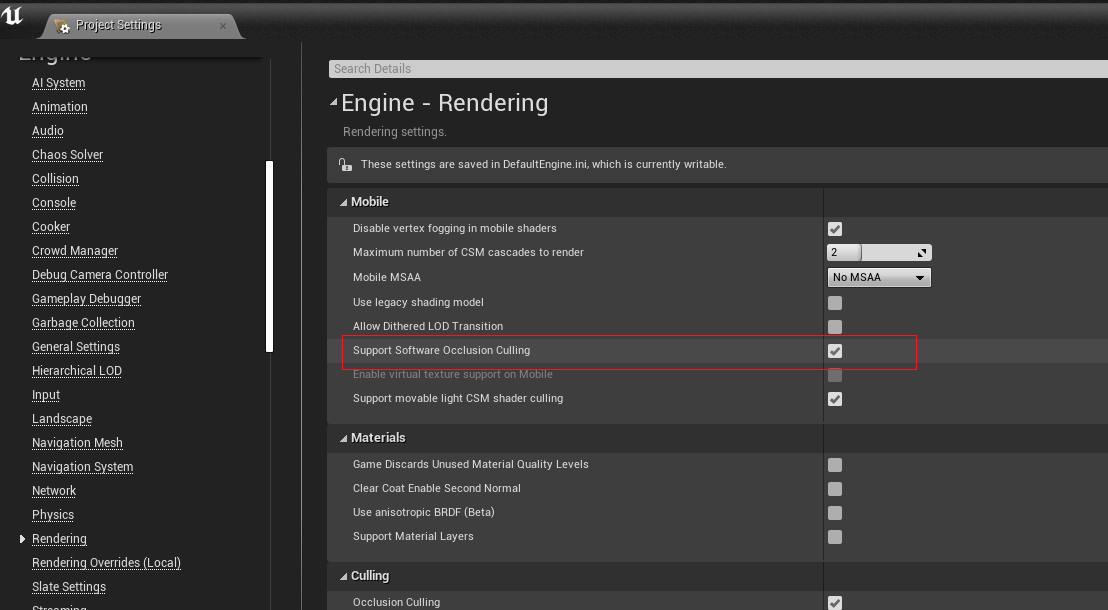 Project Settings
Engine
AI System
Animation
Audio
Chaos Solver
Collision
Console
Cooker
Crowd Manager
Debug Camera Controller
Gameplay Debugger
Garbage Collection
General Settings
Hierarchical LOD
Input
Landscape
Navigation Mesh
Navigation System
Network
Physics
Rendering
Rendering Overrides (Local)
Slate Settings
Streaming
Search Details
Engine - Rendering
Rendering settings.
These settings are saved in DefaultEngine.ini, which is currently writable.
Mobile
Disable vertex fogging in mobile shaders
Maximum number of CSM cascades to render 2
Mobile MSAA No MSAA
Use legacy shading model
Allow Dithered LOD Transition
Support Software Occlusion Culling
Enable virtual texture support on Mobile
Support movable light CSM shader culling
Materials
Game Discards Unused Material Quality Levels
Clear Coat Enable Second Normal
Use anisotropic BRDF (Beta)
Support Material Layers
Culling
Occlusion Culling